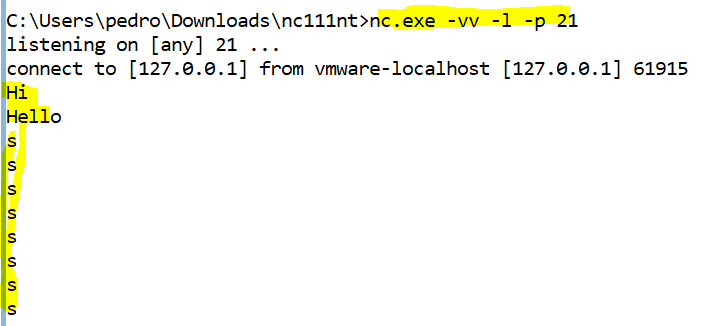 C:\Users\pedro\Downloads\nc111nt>nc.exe -vv -l -p 21
listening on [any] 21 ...
connect to [127.0.0.1] from vmware-localhost [127.0.0.1] 61915
Hi
Hello
s
s
s
s
s
s
s
s